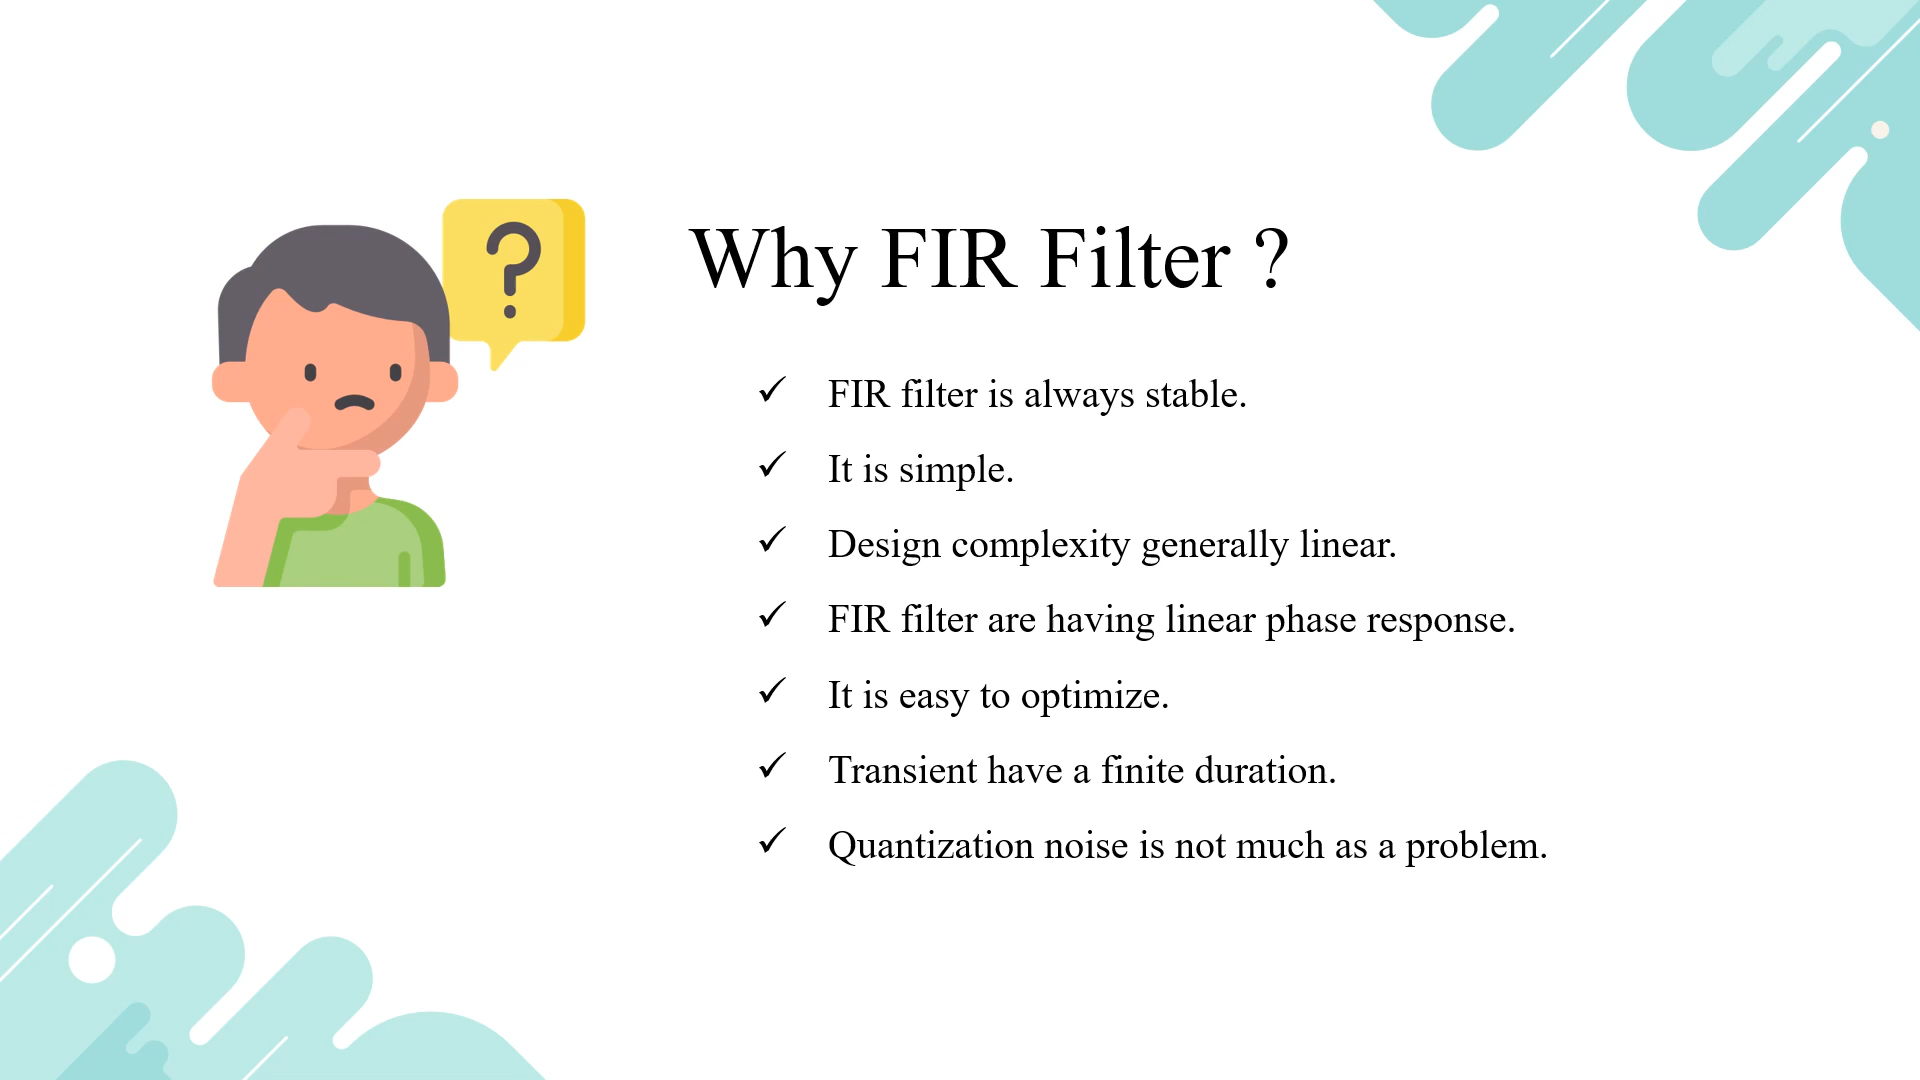 ?
Why FIR Filter ?
✓ FIR filter is always stable.
✓ It is simple.
✓ Design complexity generally linear.
✓ FIR filter are having linear phase response.
✓ It is easy to optimize.
✓ Transient have a finite duration.
✓ Quantization noise is not much as a problem.